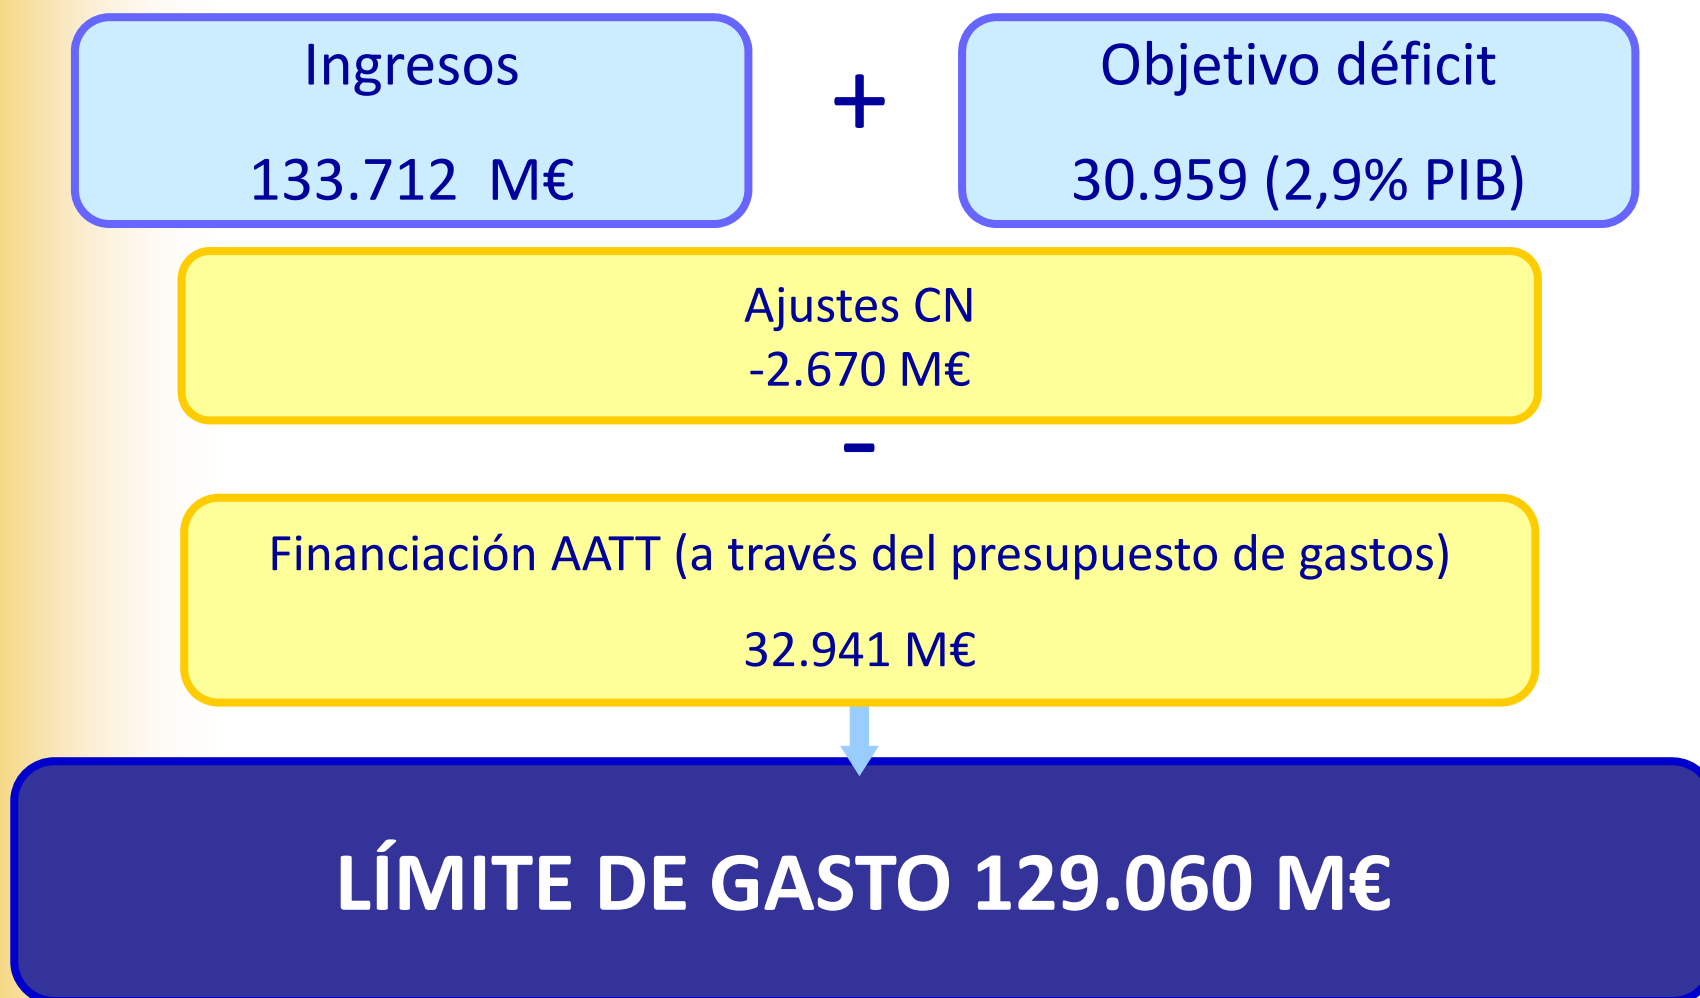 Ingresos
133.712  M€
+
Objetivo déficit
30.959 (2,9% PIB)
Ajustes CN
-2.670 M€
-
Financiación AATT (a través del presupuesto de gastos)
32.941 M€
LÍMITE DE GASTO 129.060 M€